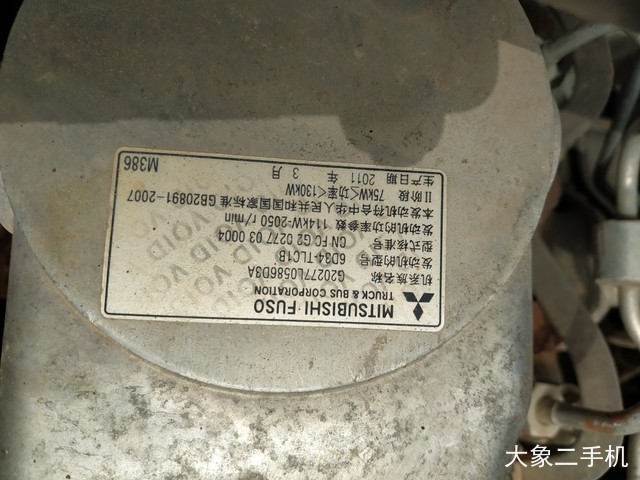 MITSUBISHI FUSO
TRUCK & BUS CORPORATION
机系族名称 G20277L0586D3A
发动机的型号 6D34-TLC1B
型式核准号 CN FC G2 0277 03 0004
发动机的功率参数 114kW-2050 r/min
本发动机符合中华人民共和国国家标准 GB20891-2007
II阶段 75kW<功率<130kW
生产日期 2011 年 3 月
M386
大象二手机